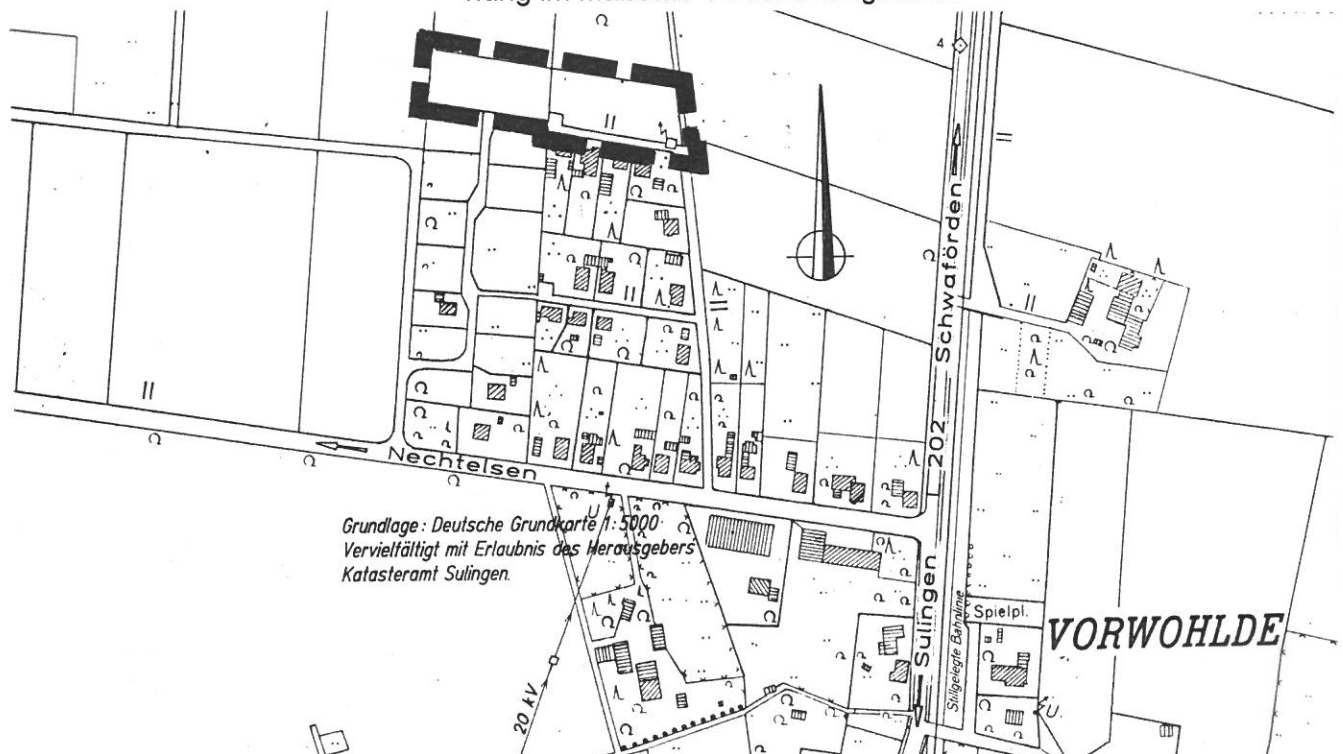 4
202 Schwaförden
Nechtelsen
U
Grundlage: Deutsche Grundkarte 1:5000
Vervielfältigt mit Erlaubnis des Herausgebers
Katasteramt Sulingen.
Sulingen
Stillgelegte Bahnlinie
Spielpl.
VORWOHLDE
U.
20 kV